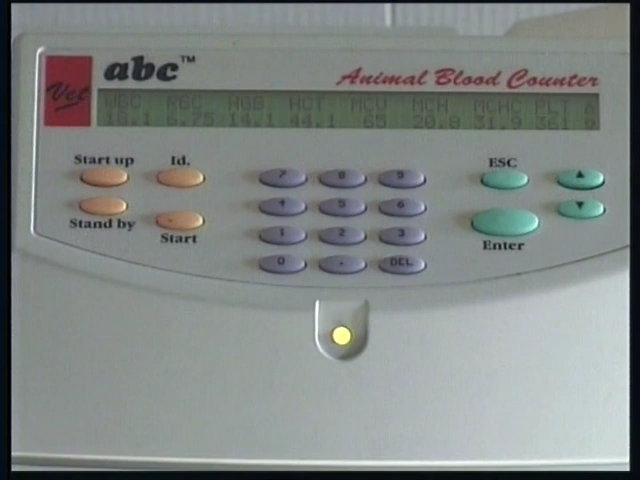 Vet abc™
Animal Blood Counter
WBC RBC HGB HCT MCV MCH MCHC PLT
6.75 14.1 44.1 65 20.8 31.9 361
Start up Id. 7 8 9 ESC
Stand by Start 4 5 6 Enter
1 2 3
0 . DEL